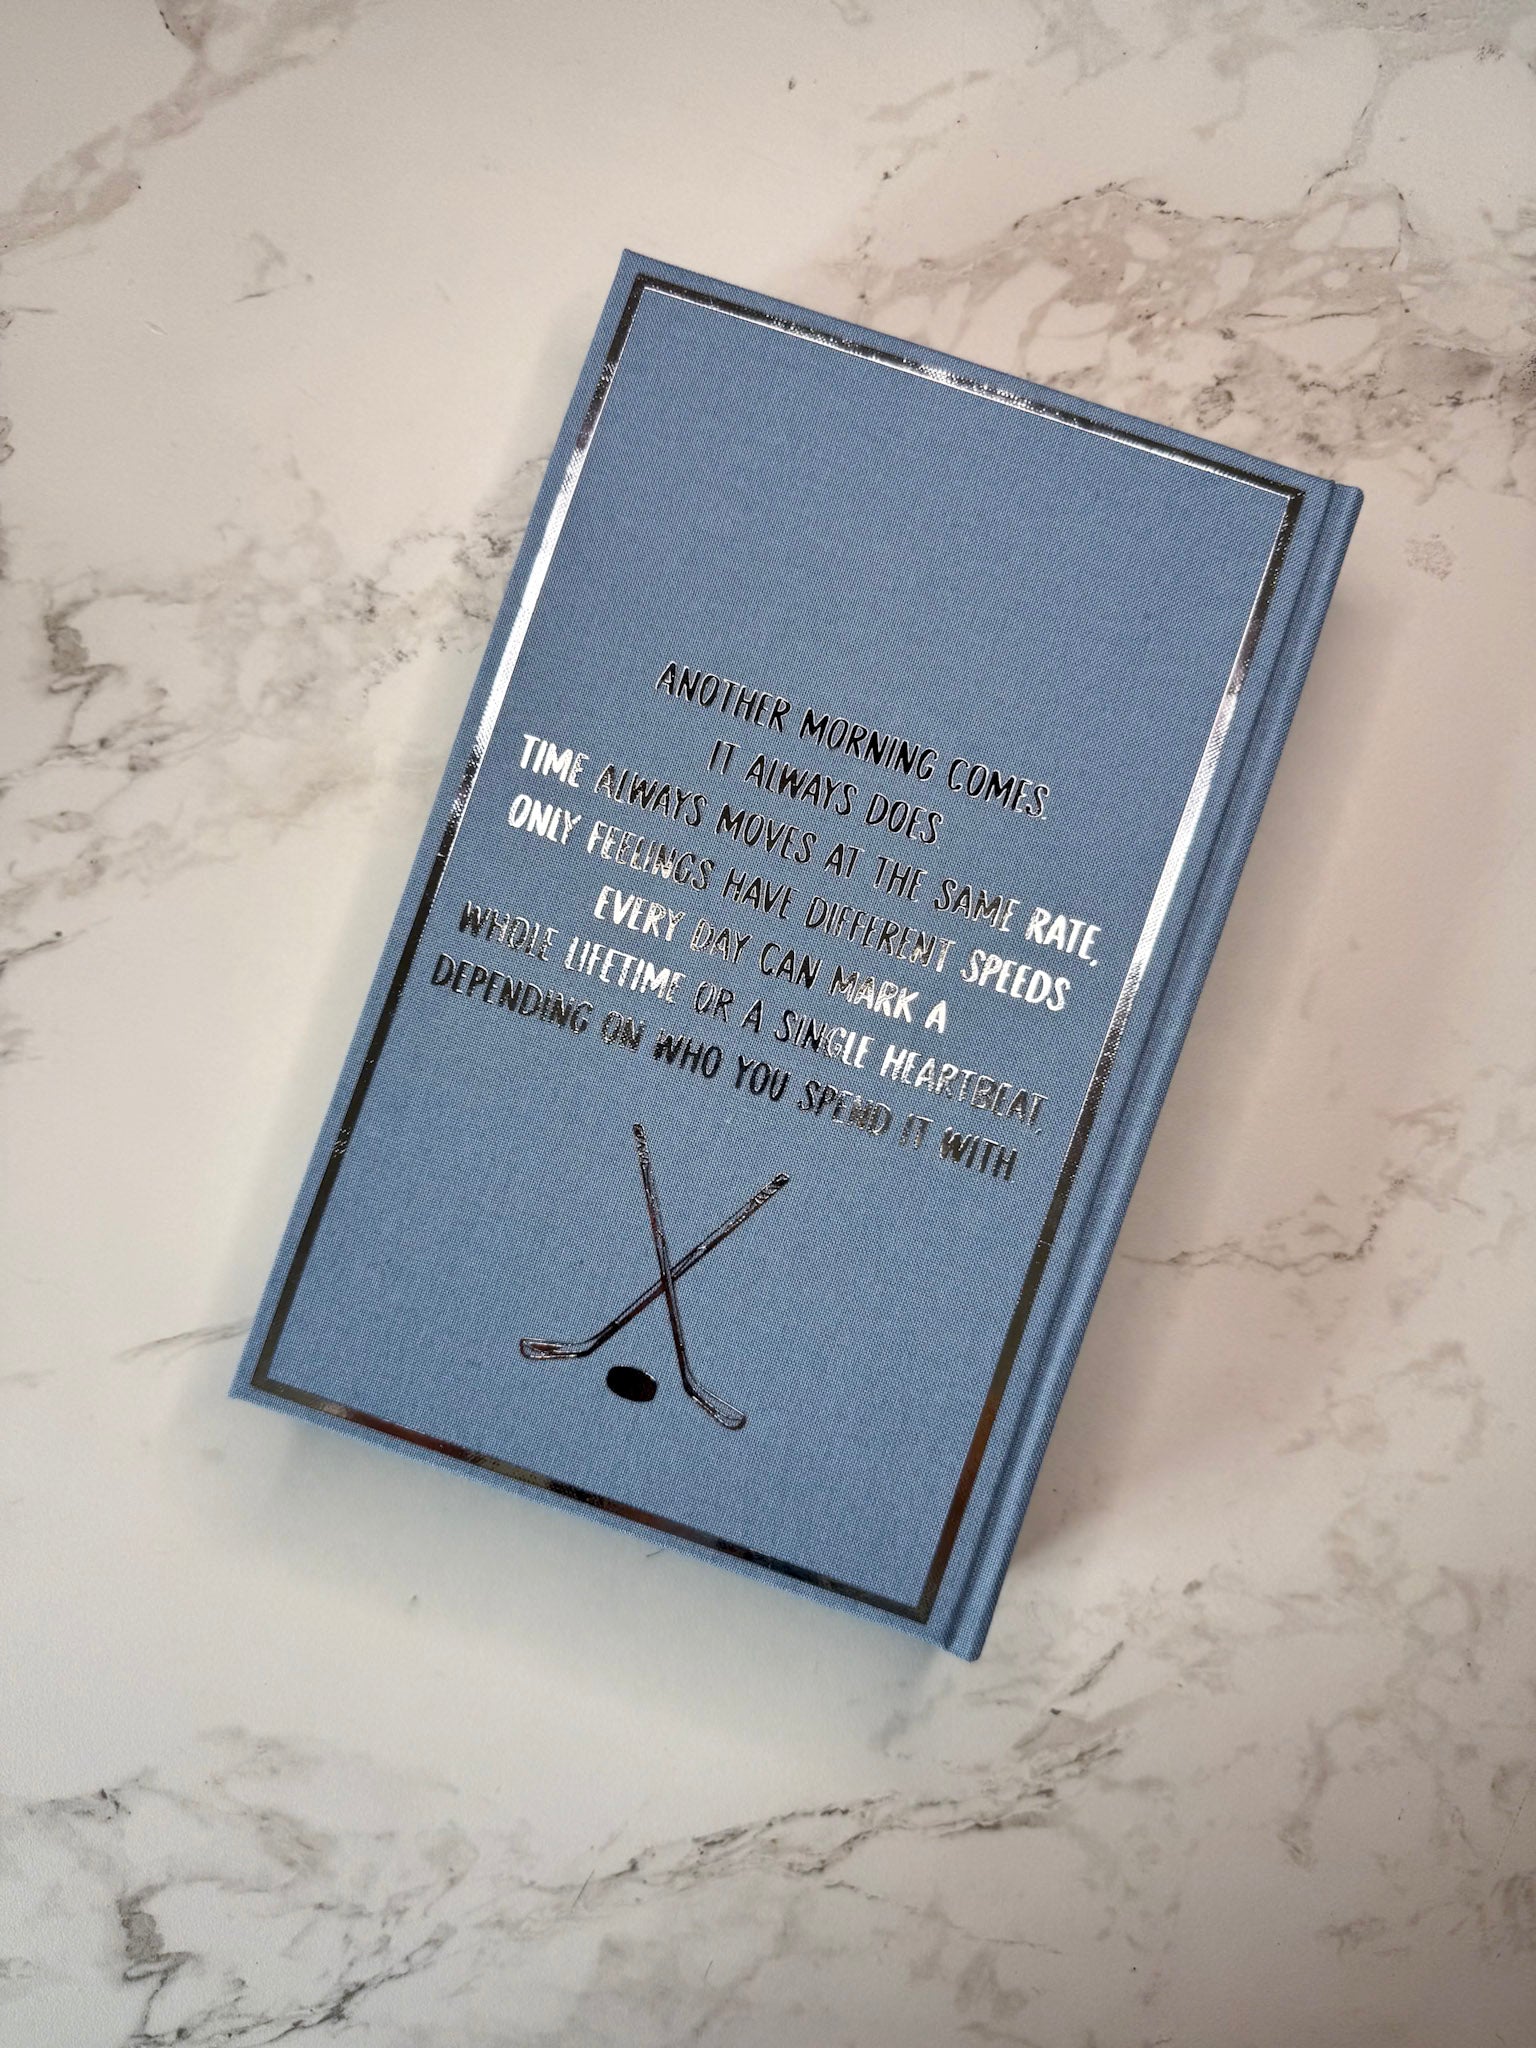 ANOTHER MORNING COMES.
IT ALWAYS DOES.
TIME ALWAYS MOVES AT THE SAME RATE,
ONLY FEELINGS HAVE DIFFERENT SPEEDS
EVERY DAY CAN MARK A
WHOLE LIFETIME OR A SINGLE HEARTBEAT,
DEPENDING ON WHO YOU SPEND IT WITH